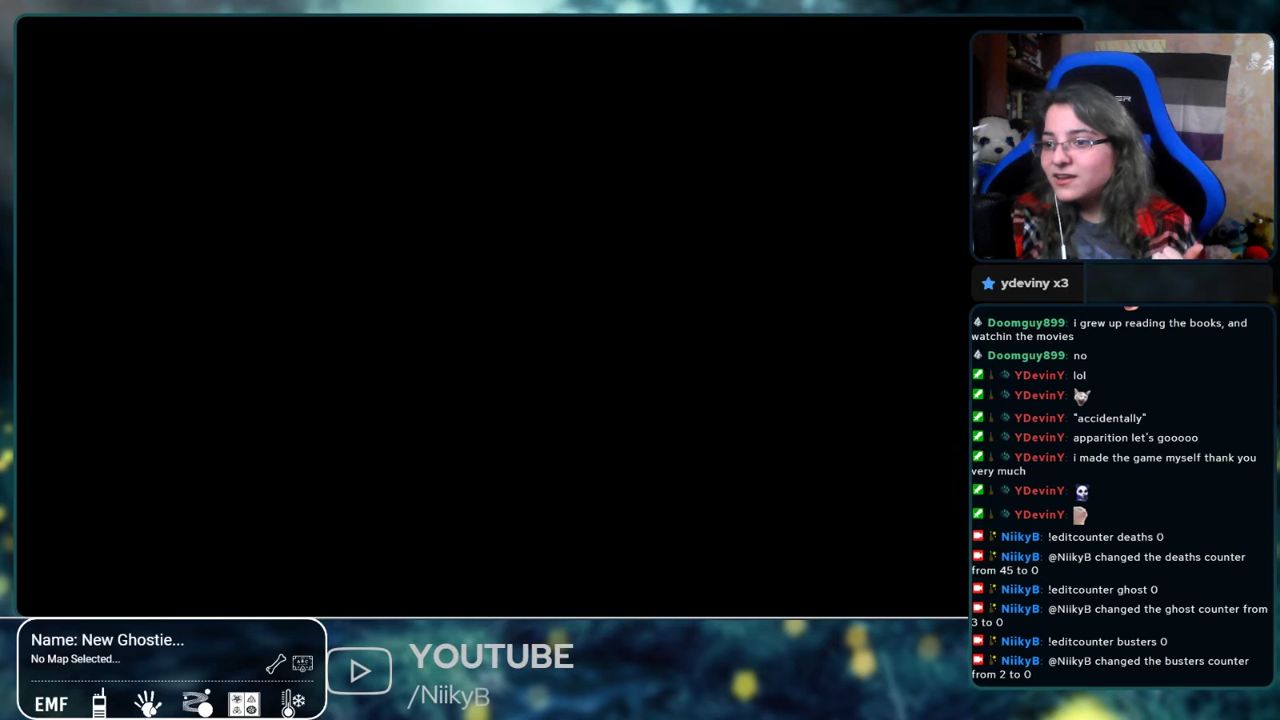 ydeviny x3
Doomguy899: i grew up reading the books, and
watchin the movies
Doomguy899: no
YDevinY: lol
YDevinY:
YDevinY: "accidentally"
YDevinY: apparition let's gooooo
YDevinY: i made the game myself thank you
very much
YDevinY:
YDevinY:
NiikyB: !editcounter deaths 0
NiikyB: @NiikyB changed the deaths counter
from 45 to 0
NiikyB: !editcounter ghost 0
NiikyB: @NiikyB changed the ghost counter from
3 to 0
NiikyB: !editcounter busters 0
NiikyB: @NiikyB changed the busters counter
from 2 to 0
Name: New Ghostie...
No Map Selected...
EMF
YOUTUBE
/NiikyB